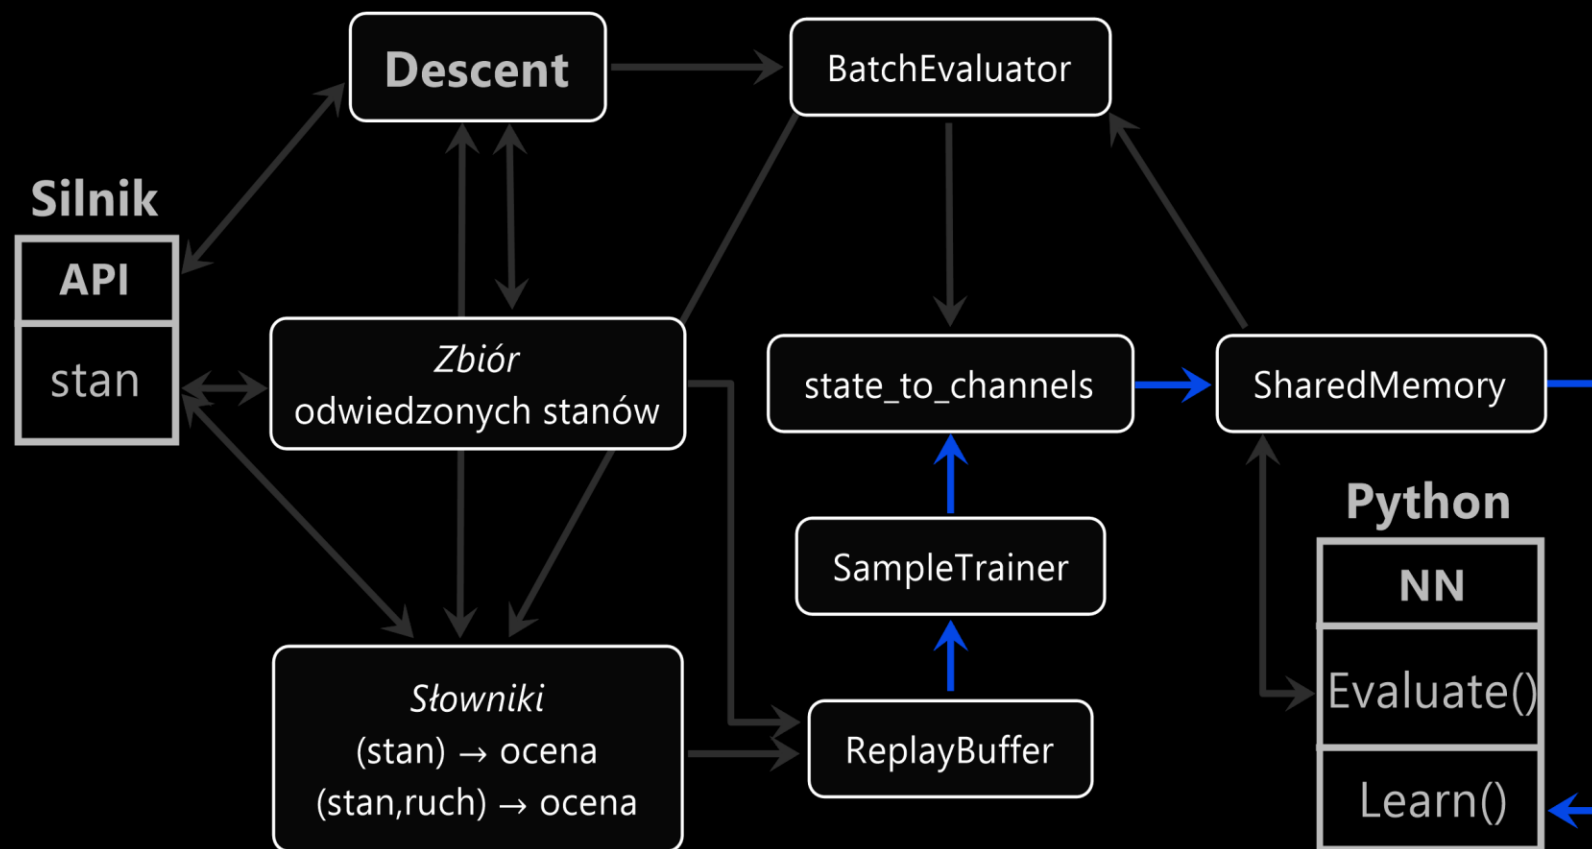 Descent
BatchEvaluator
Silnik
API
stan
Zbiór
odwiedzonych stanów
state_to_channels
SharedMemory
SampleTrainer
Python
NN
Evaluate()
Learn()
Słowniki
(stan) → ocena
(stan,ruch) → ocena
ReplayBuffer